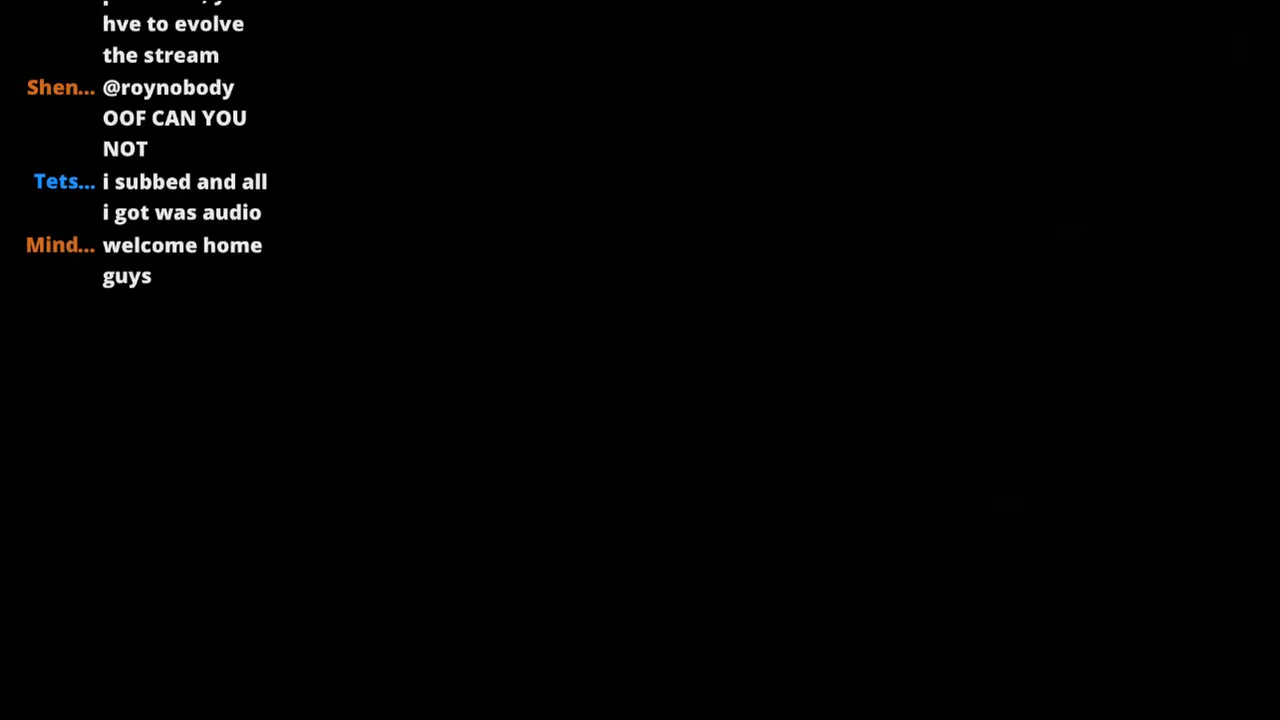 hve to evolve
the stream
Shen... @roynobody
OOF CAN YOU
NOT
Tets... i subbed and all
i got was audio
Mind... welcome home
guys